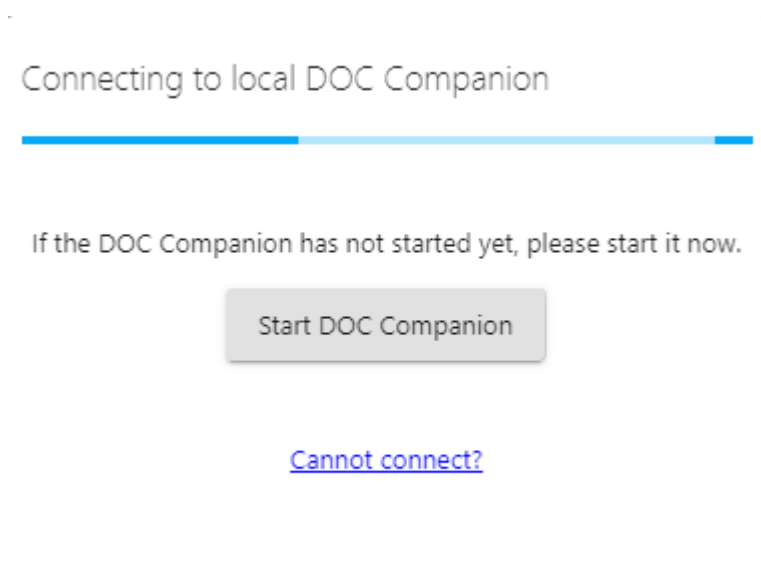 Connecting to local DOC Companion
If the DOC Companion has not started yet, please start it now.
Start DOC Companion
Cannot connect?